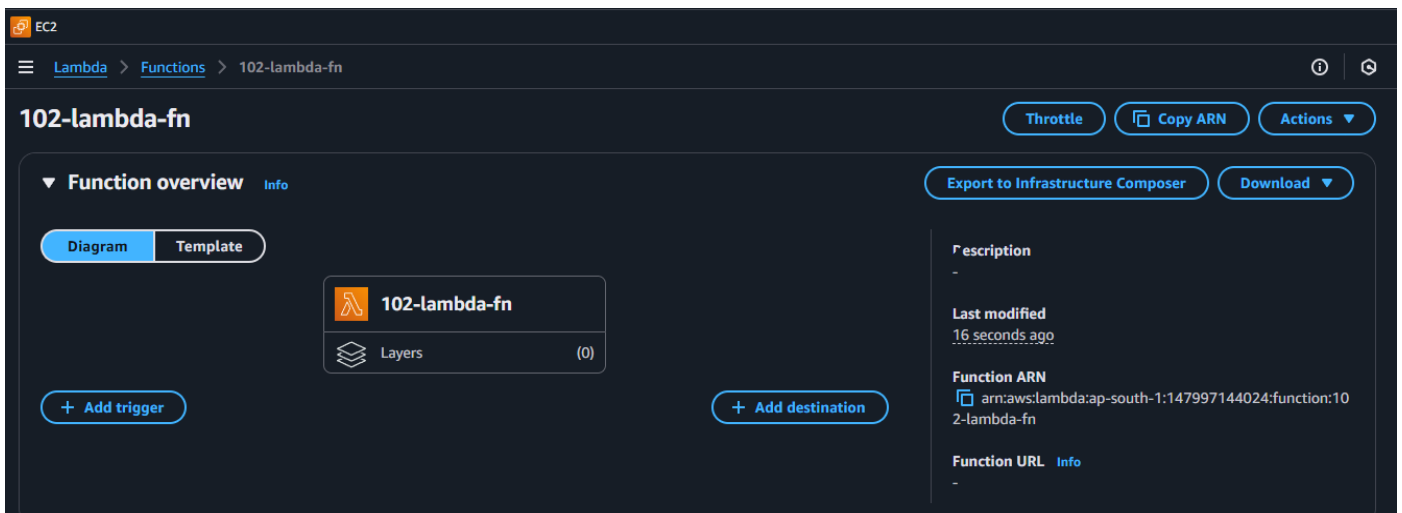 EC2
Lambda > Functions > 102-lambda-fn
102-lambda-fn
Throttle
Copy ARN
Actions
Function overview Info
Export to Infrastructure Composer
Download
Diagram
Template
102-lambda-fn
Layers (0)
+ Add trigger
+ Add destination
Description
-
Last modified
16 seconds ago
Function ARN
arn:aws:lambda:ap-south-1:147997144024:function:10
2-lambda-fn
Function URL Info
-